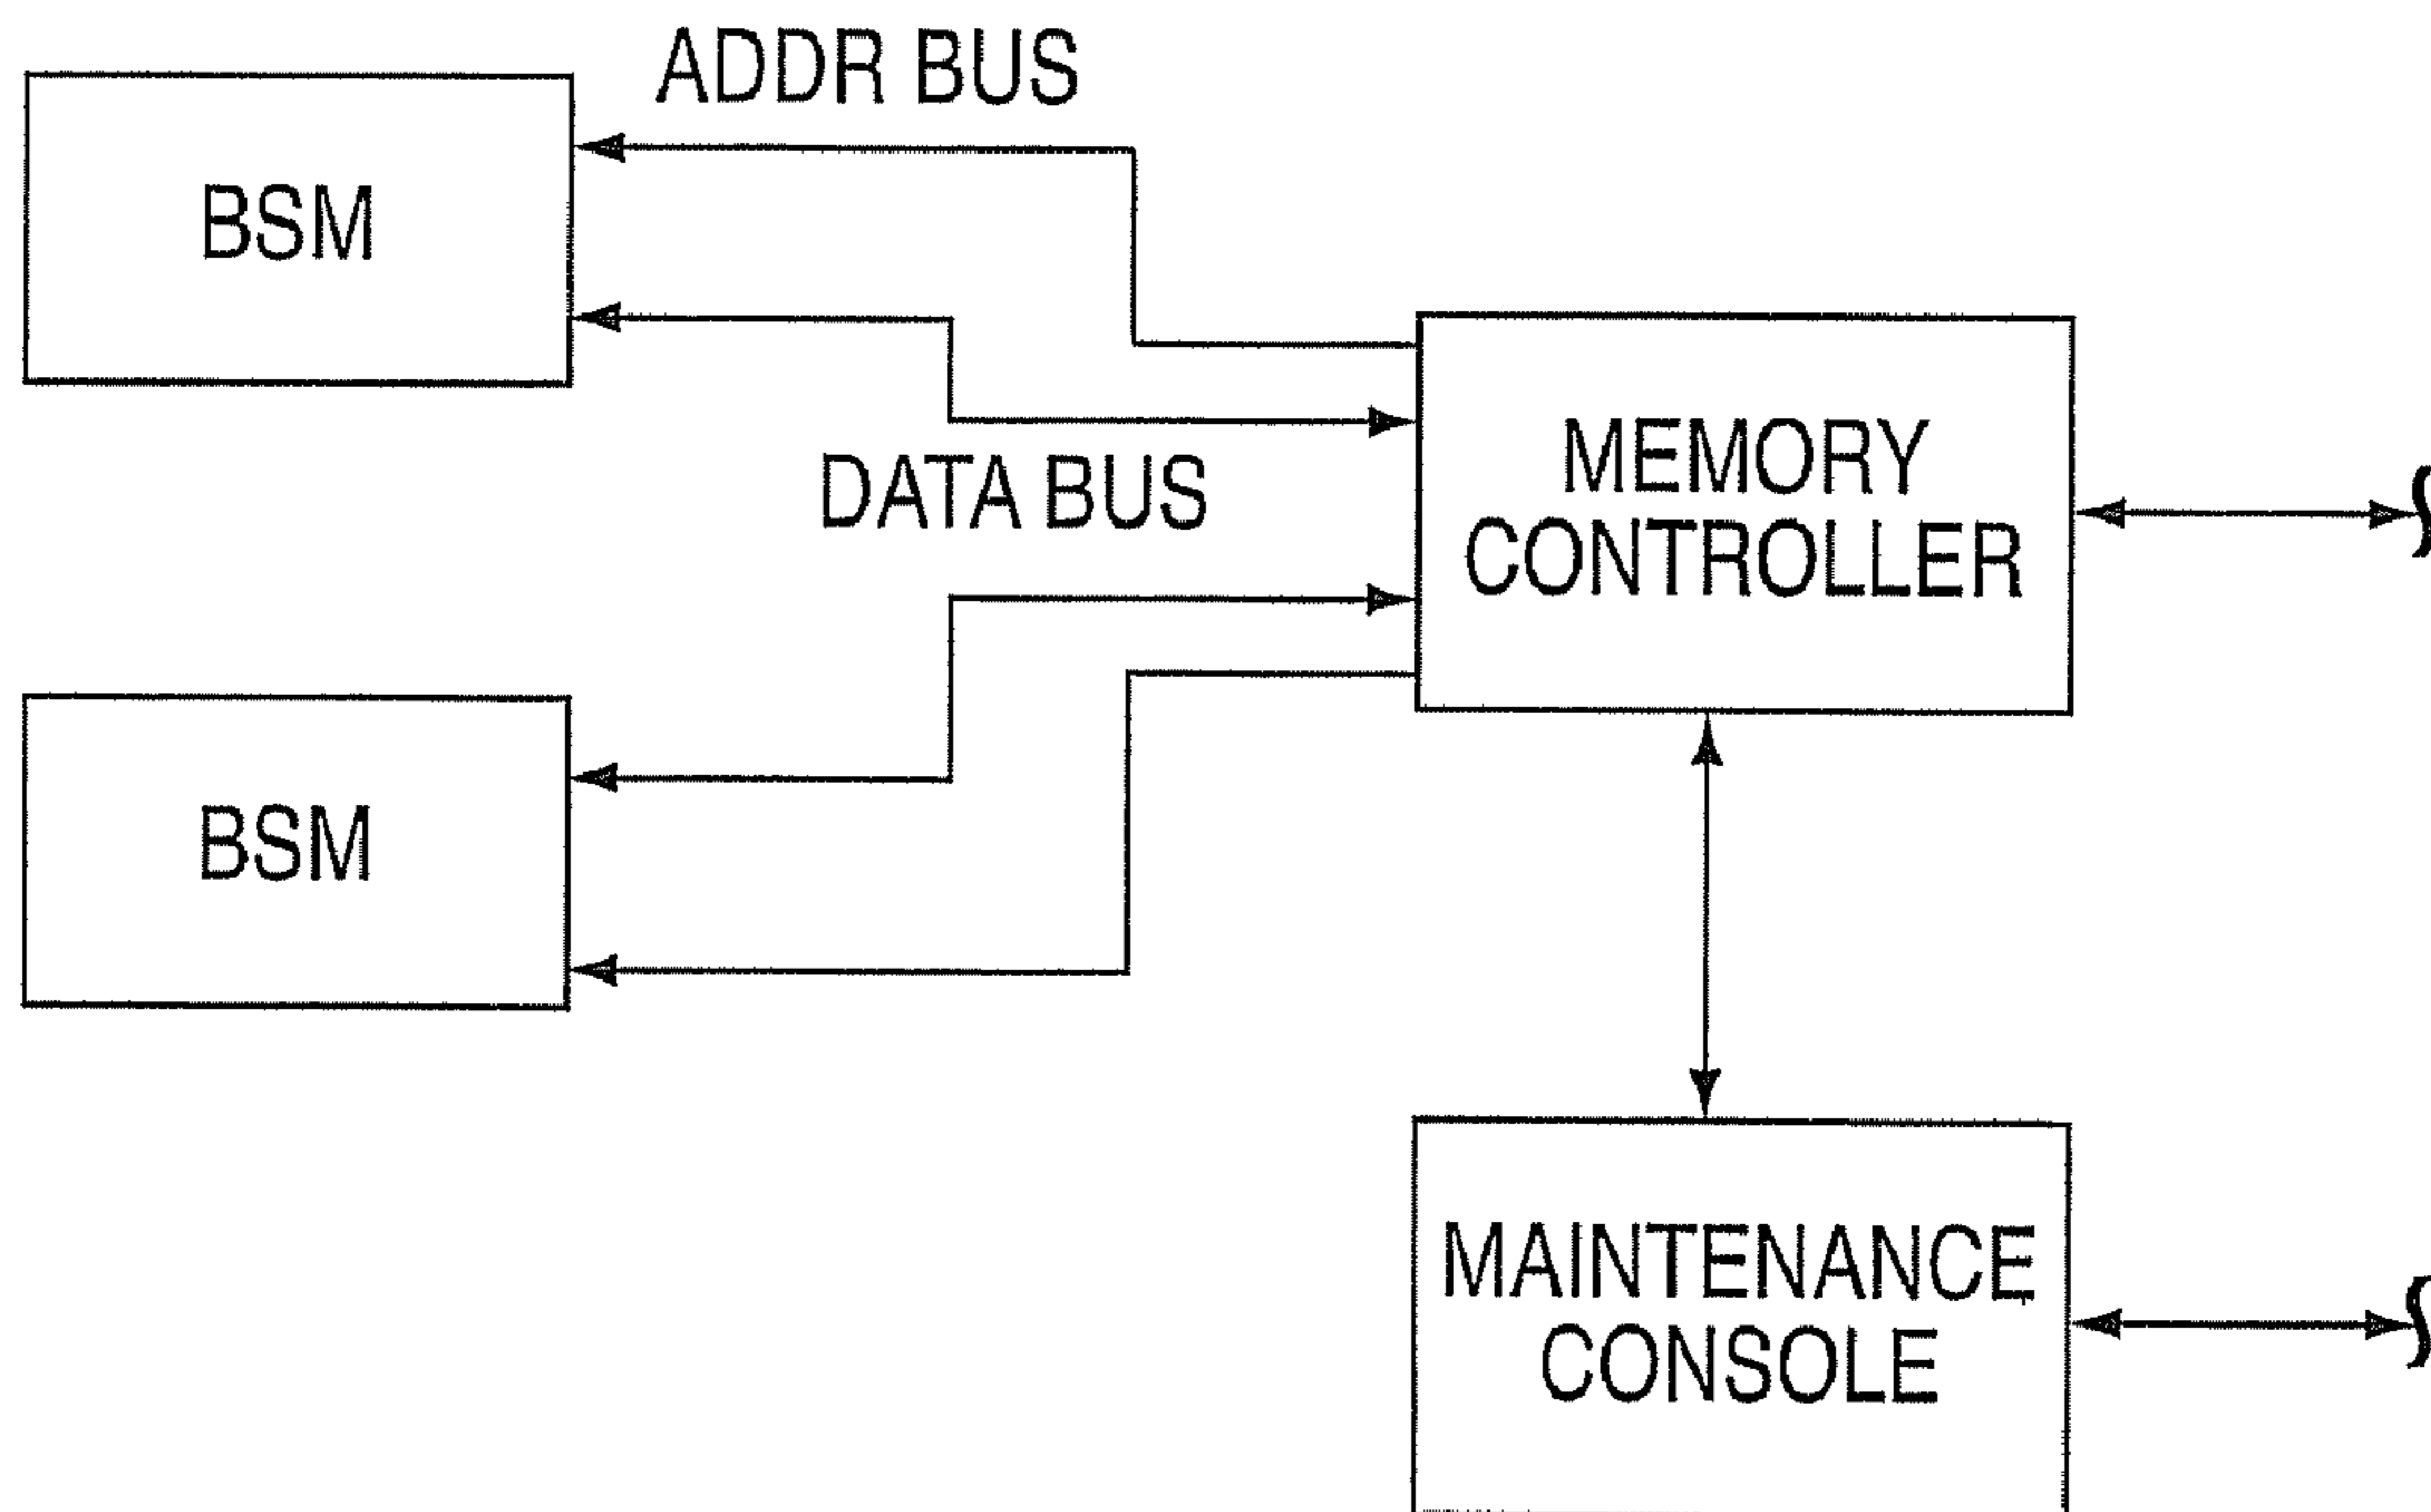 ADDR BUS
BSM
DATA BUS
MEMORY
CONTROLLER
BSM
MAINTENANCE
CONSOLE